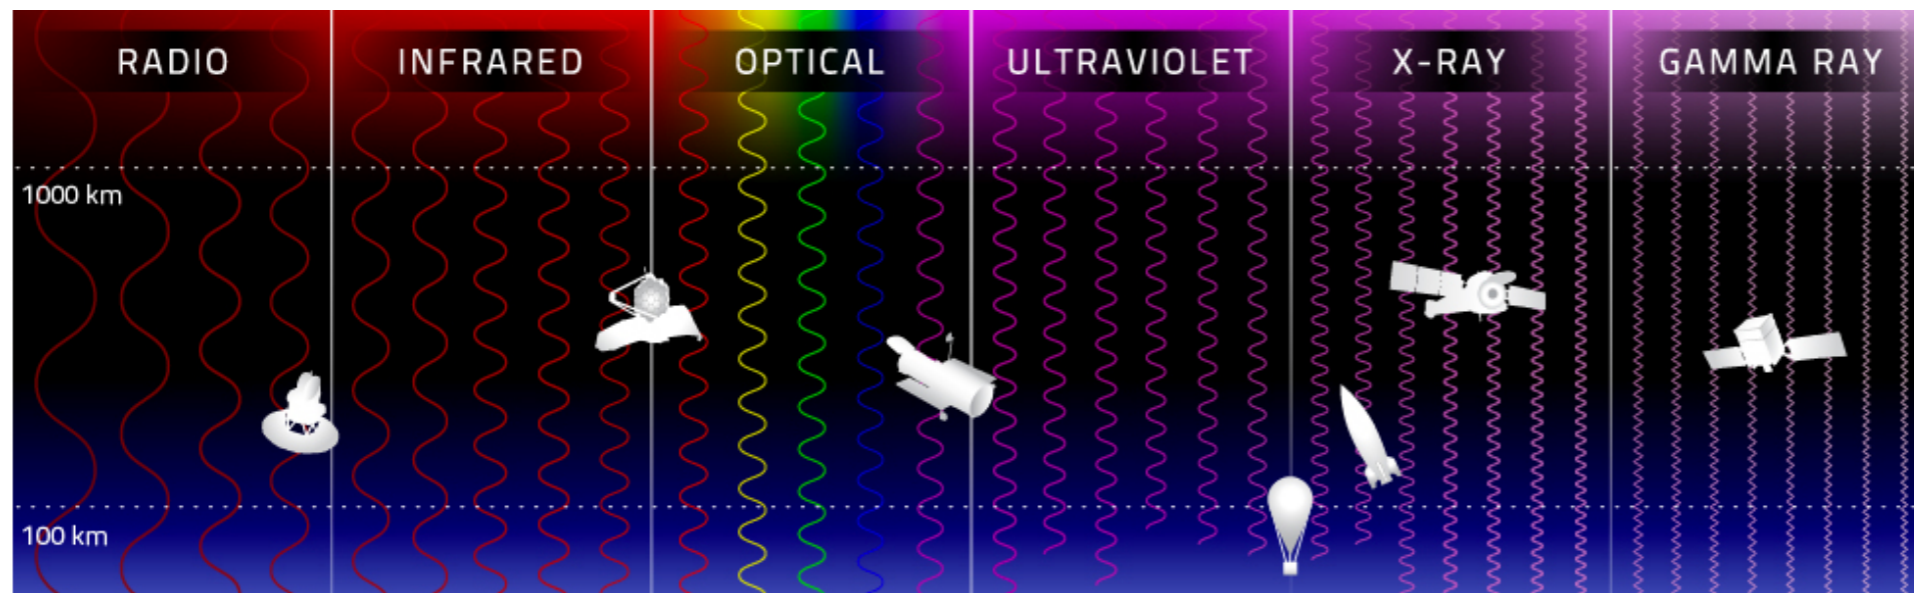 RADIO
INFRARED
OPTICAL
ULTRAVIOLET
X-RAY
GAMMA RAY
1000 km
100 km